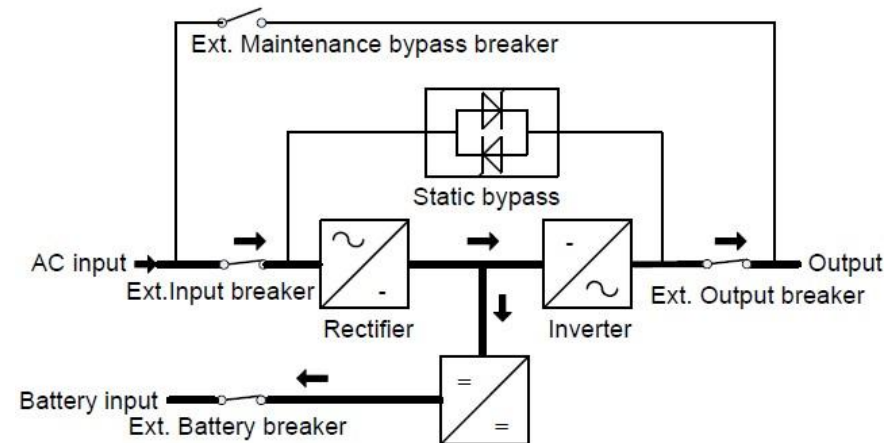 Ext. Maintenance bypass breaker
Static bypass
AC input
Output
Ext.Input breaker
Ext. Output breaker
Rectifier
Inverter
Battery input
Ext. Battery breaker